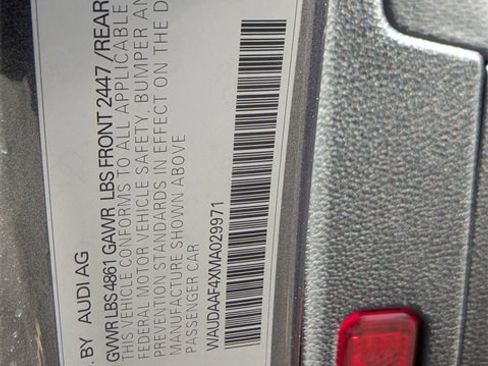 . BY AUDI AG
GVWR LBS 4861 GAWR LBS FRONT 2447 /REAR
THIS VEHICLE CONFORMS TO ALL APPLICABLE
FEDERAL MOTOR VEHICLE SAFETY, BUMPER AN
PREVENTION STANDARDS IN EFFECT ON THE D
MANUFACTURE SHOWN ABOVE
PASSENGER CAR
WAUDAAF4XMA029971